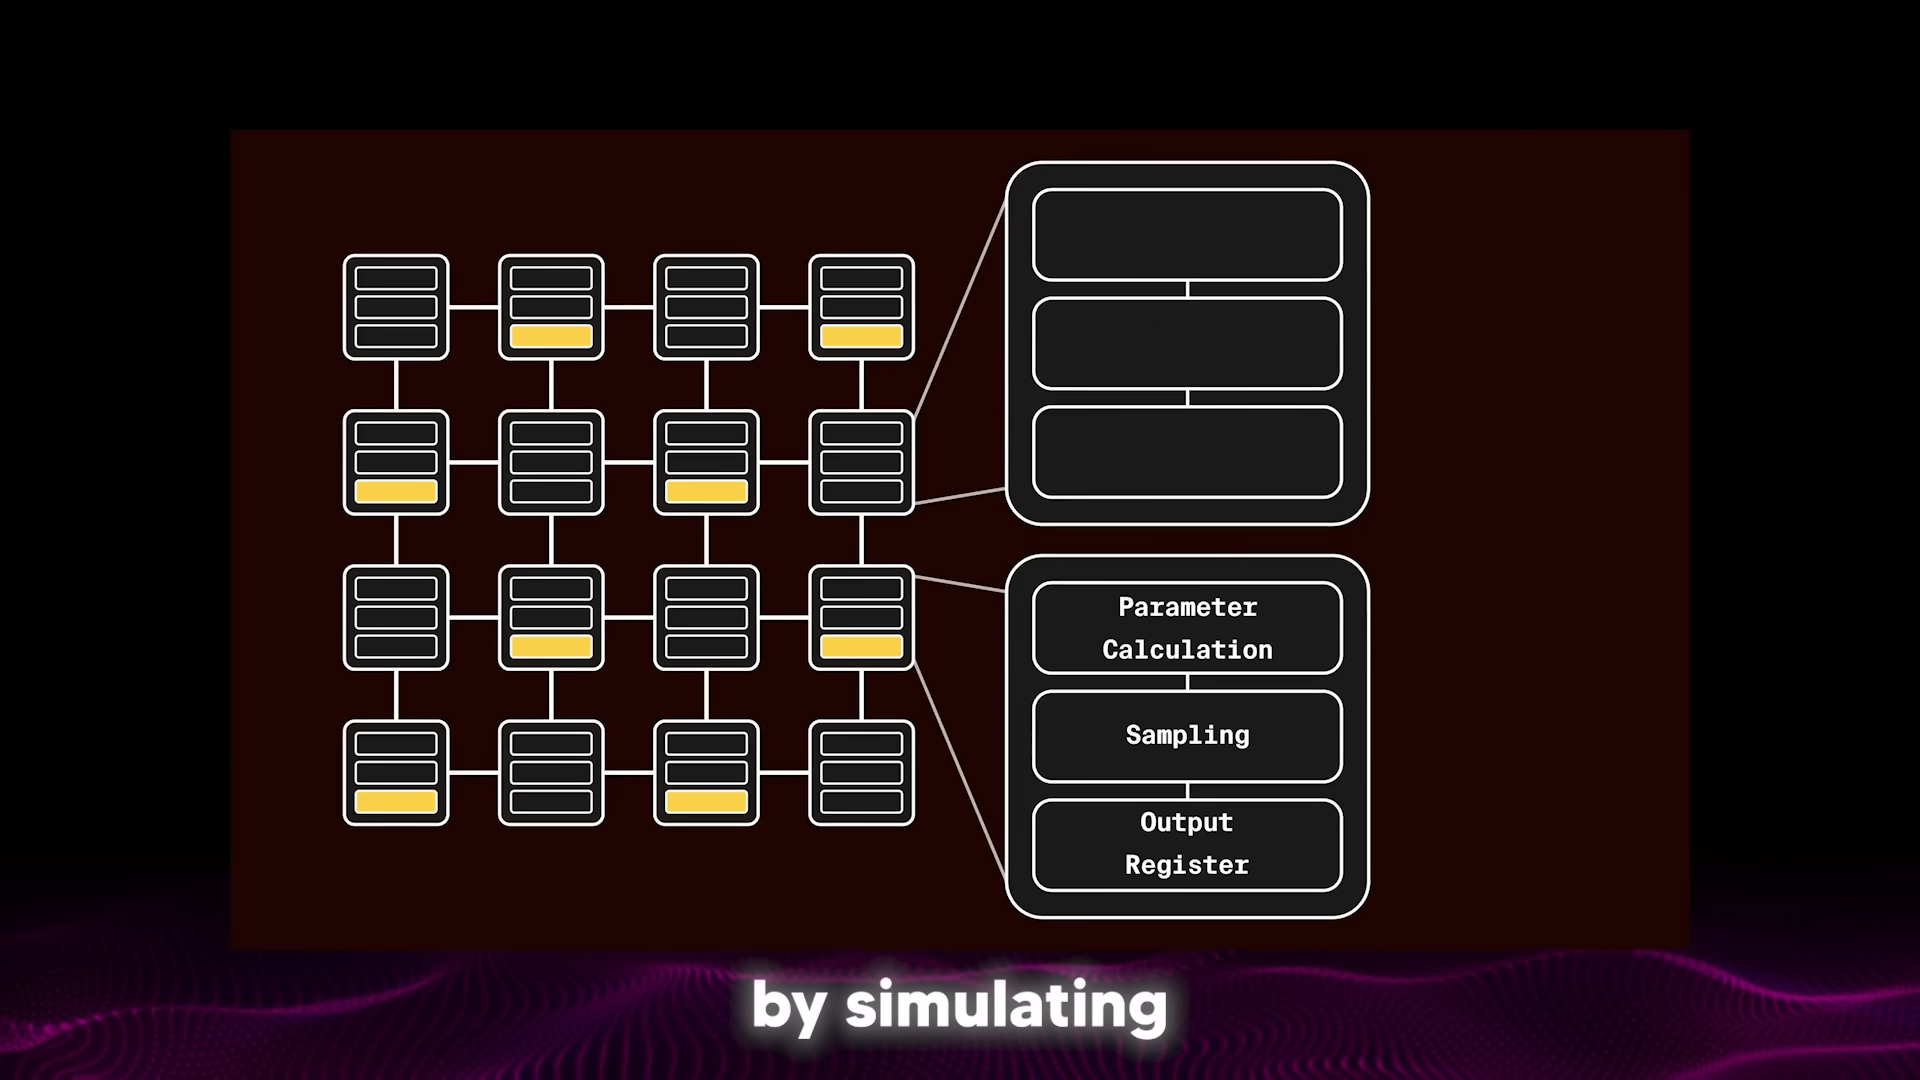 Parameter
Calculation
Sampling
Output
Register
by simulating